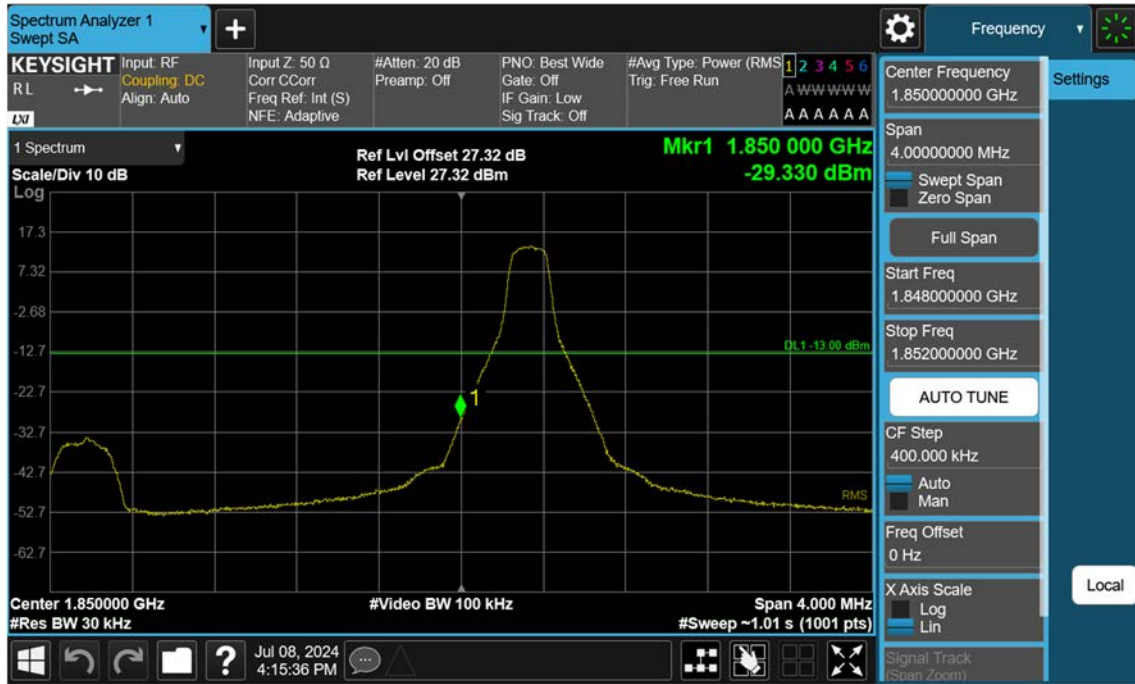 Spectrum Analyzer 1
Swept SA
+
Frequency
KEYSIGHT
RL
LXI
Input: RF
Coupling: DC
Align: Auto
Input Z: 50 Ω
Corr CCorr
Freq Ref: Int (S)
NFE: Adaptive
#Atten: 20 dB
Preamp: Off
PNO: Best Wide
Gate: Off
IF Gain: Low
Sig Track: Off
#Avg Type: Power (RMS
Trig: Free Run
1 2 3 4 5 6
A W W W W W
A A A A A A
1 Spectrum
Scale/Div 10 dB
Log
Ref Lvl Offset 27.32 dB
Ref Level 27.32 dBm
Mkr1 1.850 000 GHz
-29.330 dBm
17.3
7.32
-2.68
-12.7
-22.7
-32.7
-42.7
-52.7
-62.7
DL1 -13.00 dBm
1
RMS
Center 1.850000 GHz
#Res BW 30 kHz
#Video BW 100 kHz
Span 4.000 MHz
#Sweep ~1.01 s (1001 pts)
Center Frequency
1.850000000 GHz
Span
4.00000000 MHz
Swept Span
Zero Span
Full Span
Start Freq
1.848000000 GHz
Stop Freq
1.852000000 GHz
AUTO TUNE
CF Step
400.000 kHz
Auto
Man
Freq Offset
0 Hz
X Axis Scale
Log
Lin
Signal Track
(Span Zoom)
Settings
Local
?
Jul 08, 2024
4:15:36 PM